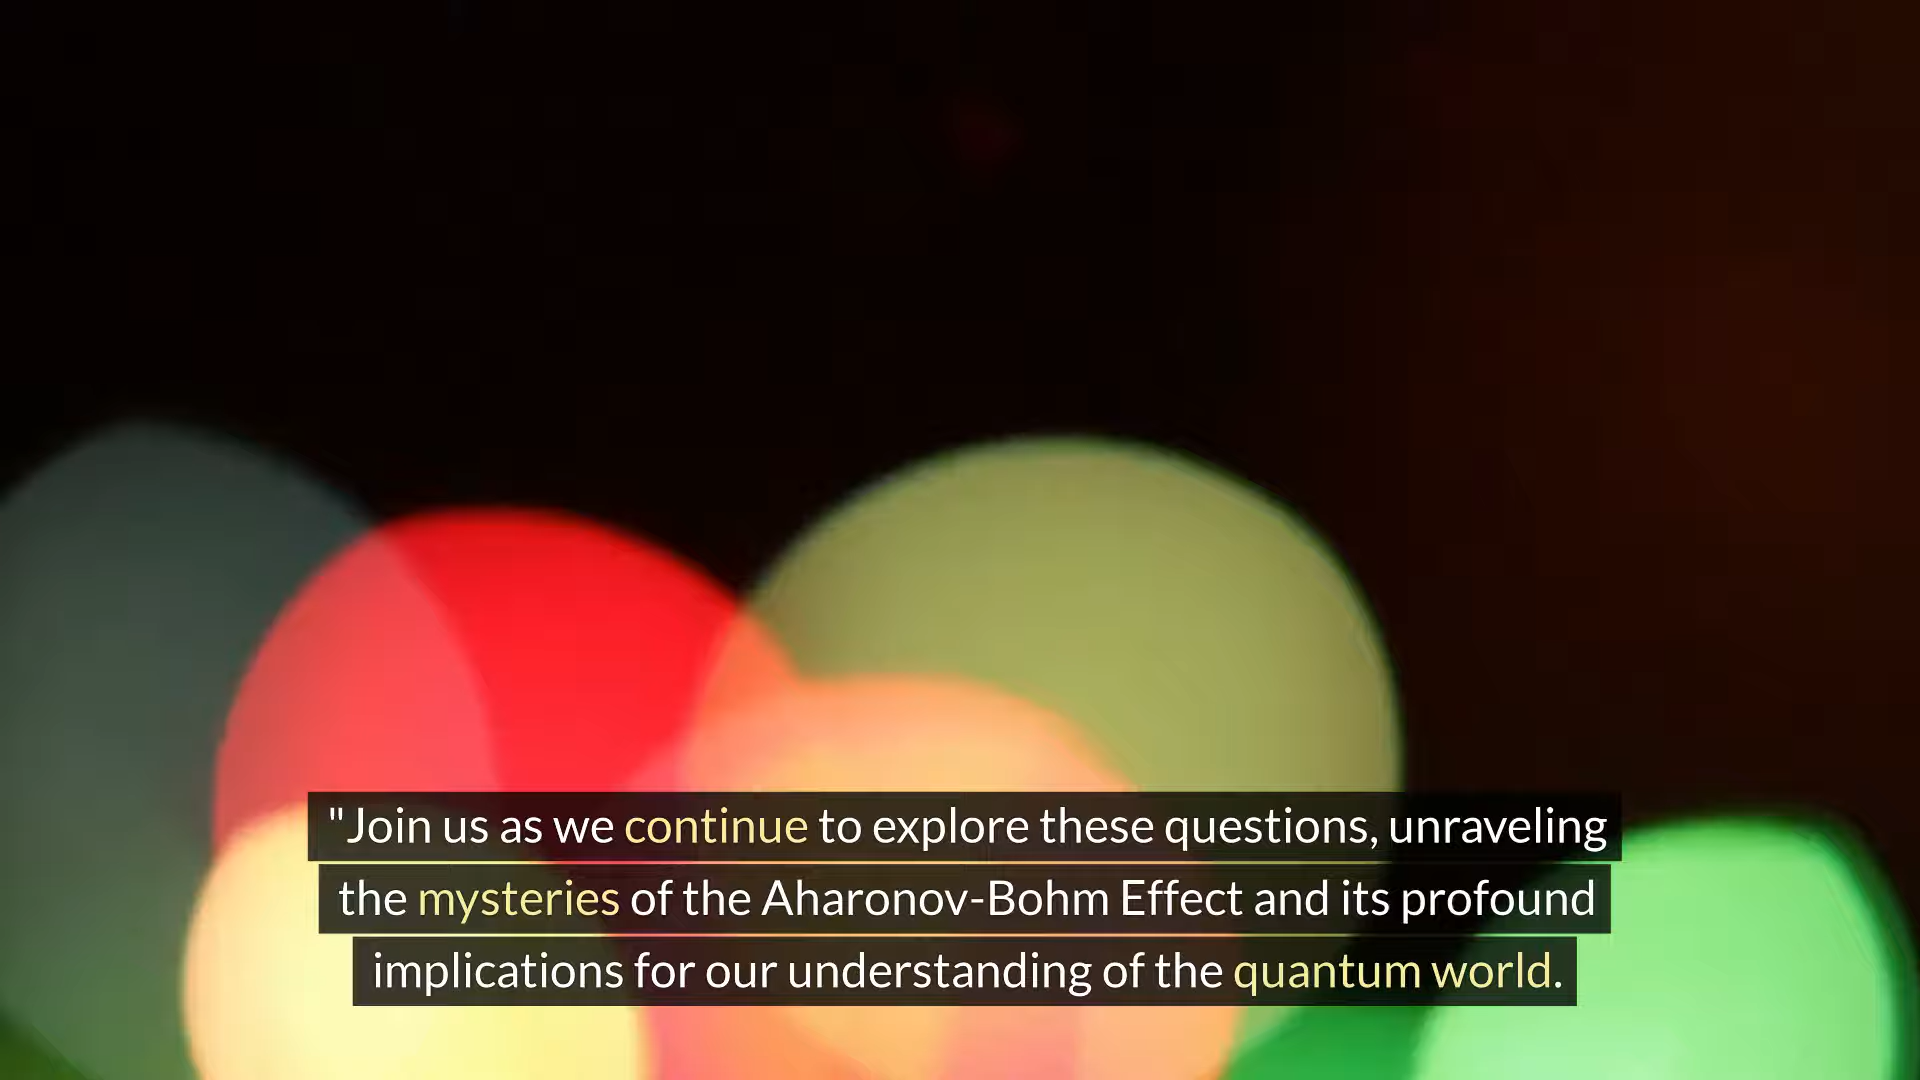 "Join us as we continue to explore these questions, unraveling
the mysteries of the Aharonov-Bohm Effect and its profound
implications for our understanding of the quantum world.